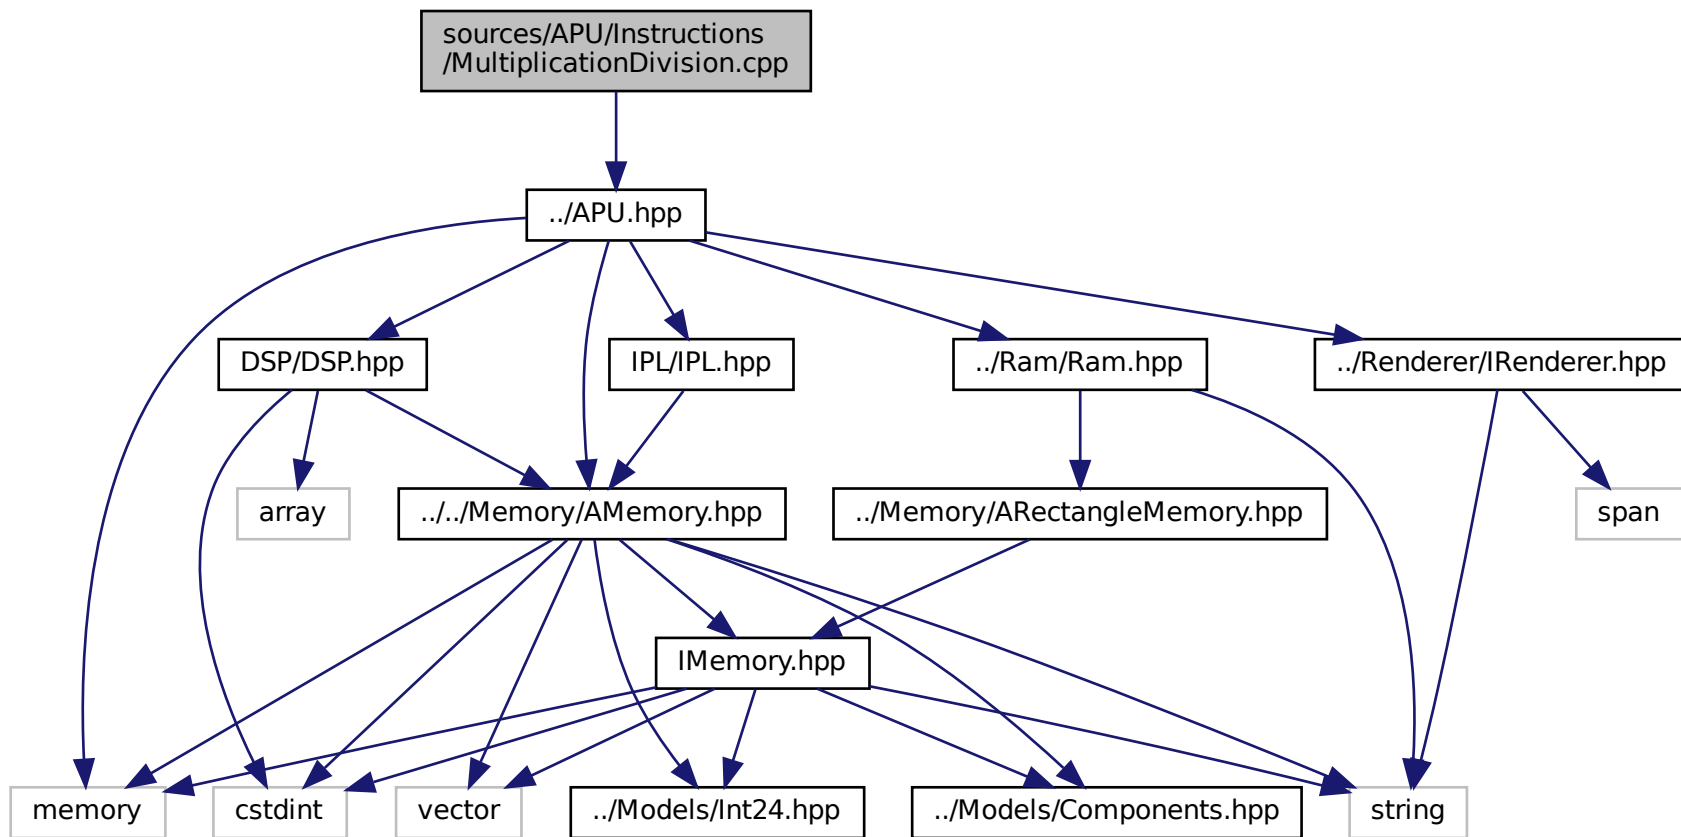 sources/APU/Instructions
/MultiplicationDivision.cpp
../APU.hpp
DSP/DSP.hpp
IPL/IPL.hpp
../Ram/Ram.hpp
../Renderer/IRenderer.hpp
array
../../Memory/AMemory.hpp
../Memory/ARectangleMemory.hpp
span
IMemory.hpp
memory
cstdint
vector
../Models/Int24.hpp
../Models/Components.hpp
string